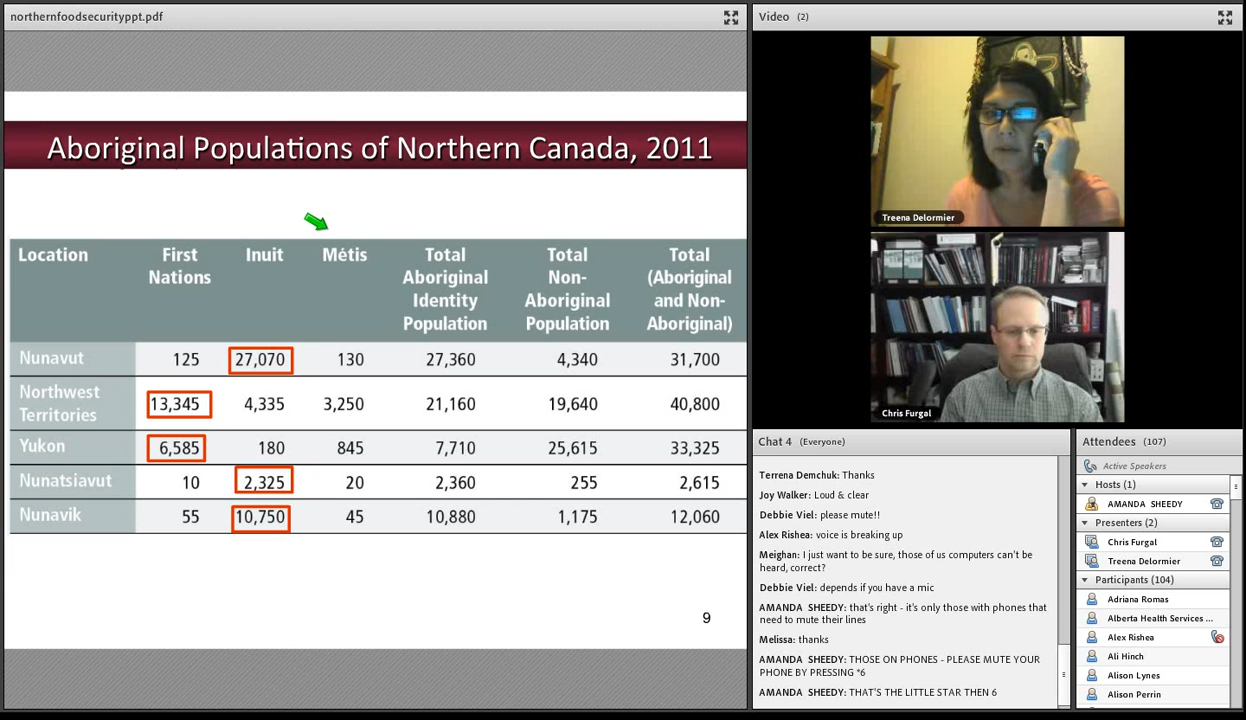 northernfoodsecurityppt.pdf
Aboriginal Populations of Northern Canada, 2011
Location First Nations Inuit Métis Total Aboriginal Identity Population Total Non-Aboriginal Population Total (Aboriginal and Non-Aboriginal)
Nunavut 125 27,070 130 27,360 4,340 31,700
Northwest Territories 13,345 4,335 3,250 21,160 19,640 40,800
Yukon 6,585 180 845 7,710 25,615 33,325
Nunatsiavut 10 2,325 20 2,360 255 2,615
Nunavik 55 10,750 45 10,880 1,175 12,060
9
Video (2)
Treena Delormier
Chris Furgal
Chat 4 (Everyone)
Terrena Demchuk: Thanks
Joy Walker: Loud & clear
Debbie Viel: please mute!!
Alex Rishea: voice is breaking up
Meighan: I just want to be sure, those of us computers can't be
heard, correct?
Debbie Viel: depends if you have a mic
AMANDA SHEEDY: that's right - it's only those with phones that
need to mute their lines
Melissa: thanks
AMANDA SHEEDY: THOSE ON PHONES - PLEASE MUTE YOUR
PHONE BY PRESSING *6
AMANDA SHEEDY: THAT'S THE LITTLE STAR THEN 6
Attendees (107)
Active Speakers
Hosts (1)
AMANDA SHEEDY
Presenters (2)
Chris Furgal
Treena Delormier
Participants (104)
Adriana Romas
Alberta Health Services ...
Alex Rishea
Ali Hinch
Alison Lynes
Alison Perrin